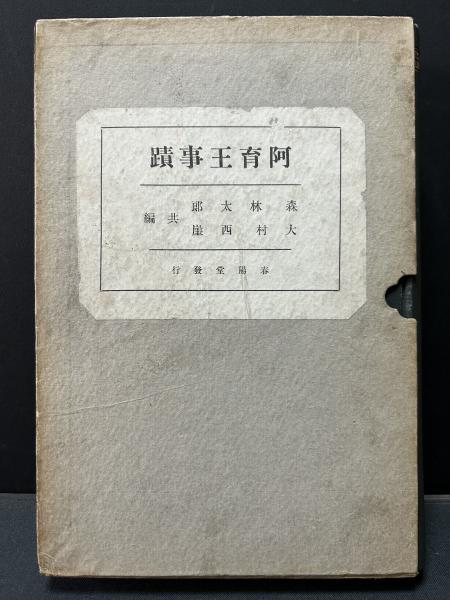 阿育王事蹟
森林太郎
大村西崖
共編
春陽堂發行